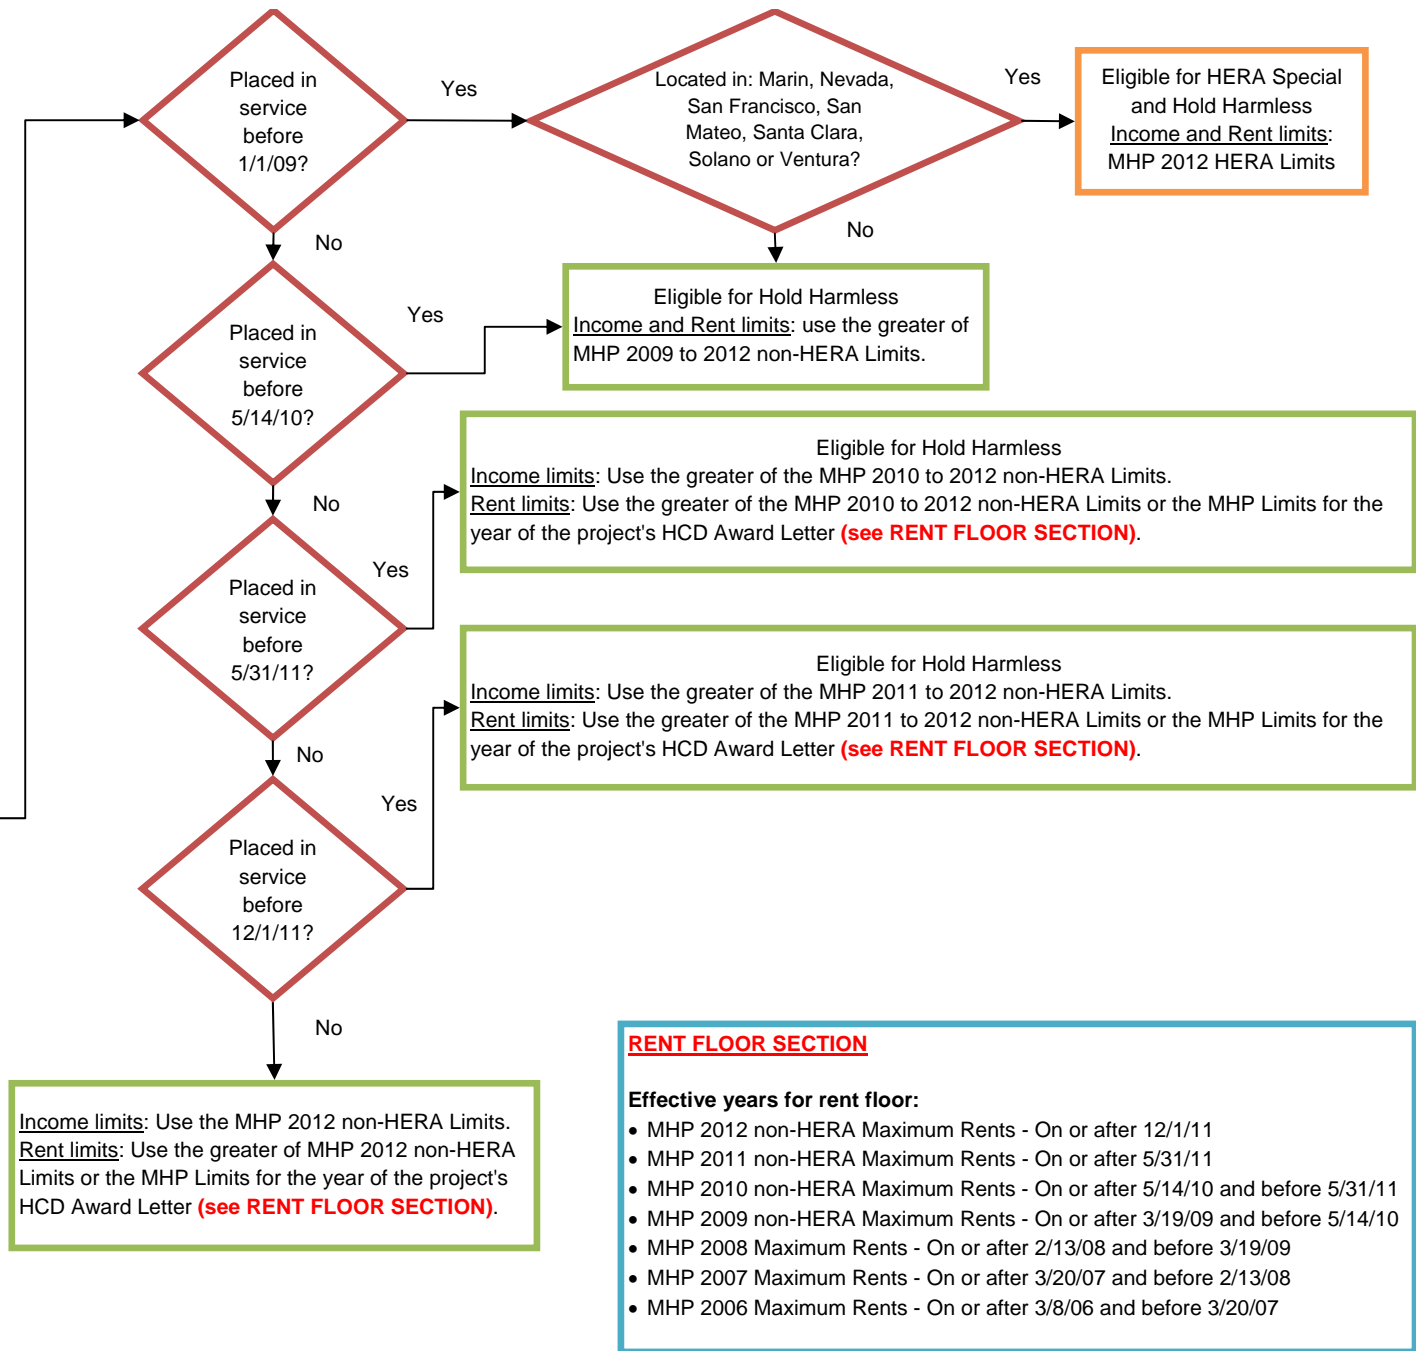 Placed in
service
before
1/1/09?
Yes
Located in: Marin, Nevada,
San Francisco, San
Mateo, Santa Clara,
Solano or Ventura?
Yes
Eligible for HERA Special
and Hold Harmless
Income and Rent limits:
MHP 2012 HERA Limits
No
No
Placed in
service
before
5/14/10?
Yes
Eligible for Hold Harmless
Income and Rent limits: use the greater of
MHP 2009 to 2012 non-HERA Limits.
No
Eligible for Hold Harmless
Income limits: Use the greater of the MHP 2010 to 2012 non-HERA Limits.
Rent limits: Use the greater of the MHP 2010 to 2012 non-HERA Limits or the MHP Limits for the
year of the project's HCD Award Letter (see RENT FLOOR SECTION).
Placed in
service
before
5/31/11?
Yes
No
Eligible for Hold Harmless
Income limits: Use the greater of the MHP 2011 to 2012 non-HERA Limits.
Rent limits: Use the greater of the MHP 2011 to 2012 non-HERA Limits or the MHP Limits for the
year of the project's HCD Award Letter (see RENT FLOOR SECTION).
Placed in
service
before
12/1/11?
Yes
No
Income limits: Use the MHP 2012 non-HERA Limits.
Rent limits: Use the greater of MHP 2012 non-HERA
Limits or the MHP Limits for the year of the project's
HCD Award Letter (see RENT FLOOR SECTION).
RENT FLOOR SECTION
Effective years for rent floor:
• MHP 2012 non-HERA Maximum Rents - On or after 12/1/11
• MHP 2011 non-HERA Maximum Rents - On or after 5/31/11
• MHP 2010 non-HERA Maximum Rents - On or after 5/14/10 and before 5/31/11
• MHP 2009 non-HERA Maximum Rents - On or after 3/19/09 and before 5/14/10
• MHP 2008 Maximum Rents - On or after 2/13/08 and before 3/19/09
• MHP 2007 Maximum Rents - On or after 3/20/07 and before 2/13/08
• MHP 2006 Maximum Rents - On or after 3/8/06 and before 3/20/07